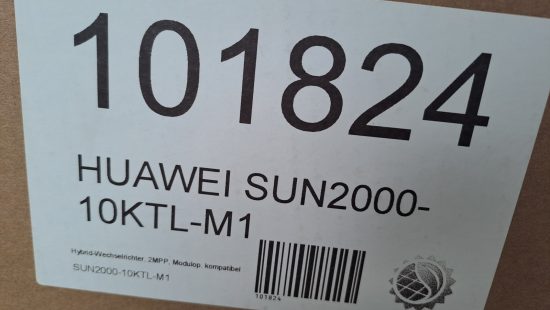 101824
HUAWEI SUN2000-
10KTL-M1
Hybrid-Wechselrichter, 2MPP, Modulop. kompatibel
SUN2000-10KTL-M1
101824